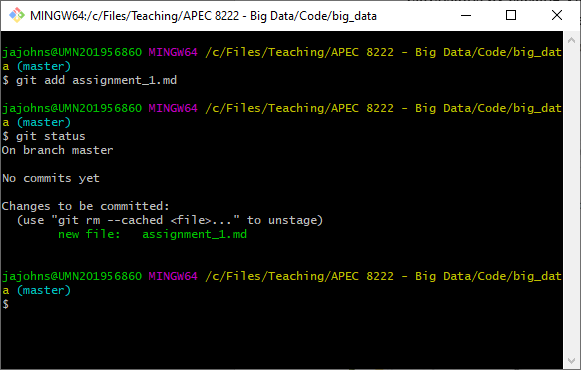 MINGW64:/c/Files/Teaching/APEC 8222 - Big Data/Code/big_data
jajohns@UMN201956860 MINGW64 /c/Files/Teaching/APEC 8222 - Big Data/Code/big_dat
a (master)
$ git add assignment_1.md
jajohns@UMN201956860 MINGW64 /c/Files/Teaching/APEC 8222 - Big Data/Code/big_dat
a (master)
$ git status
On branch master
No commits yet
Changes to be committed:
  (use "git rm --cached <file>..." to unstage)
        new file:   assignment_1.md
jajohns@UMN201956860 MINGW64 /c/Files/Teaching/APEC 8222 - Big Data/Code/big_dat
a (master)
$